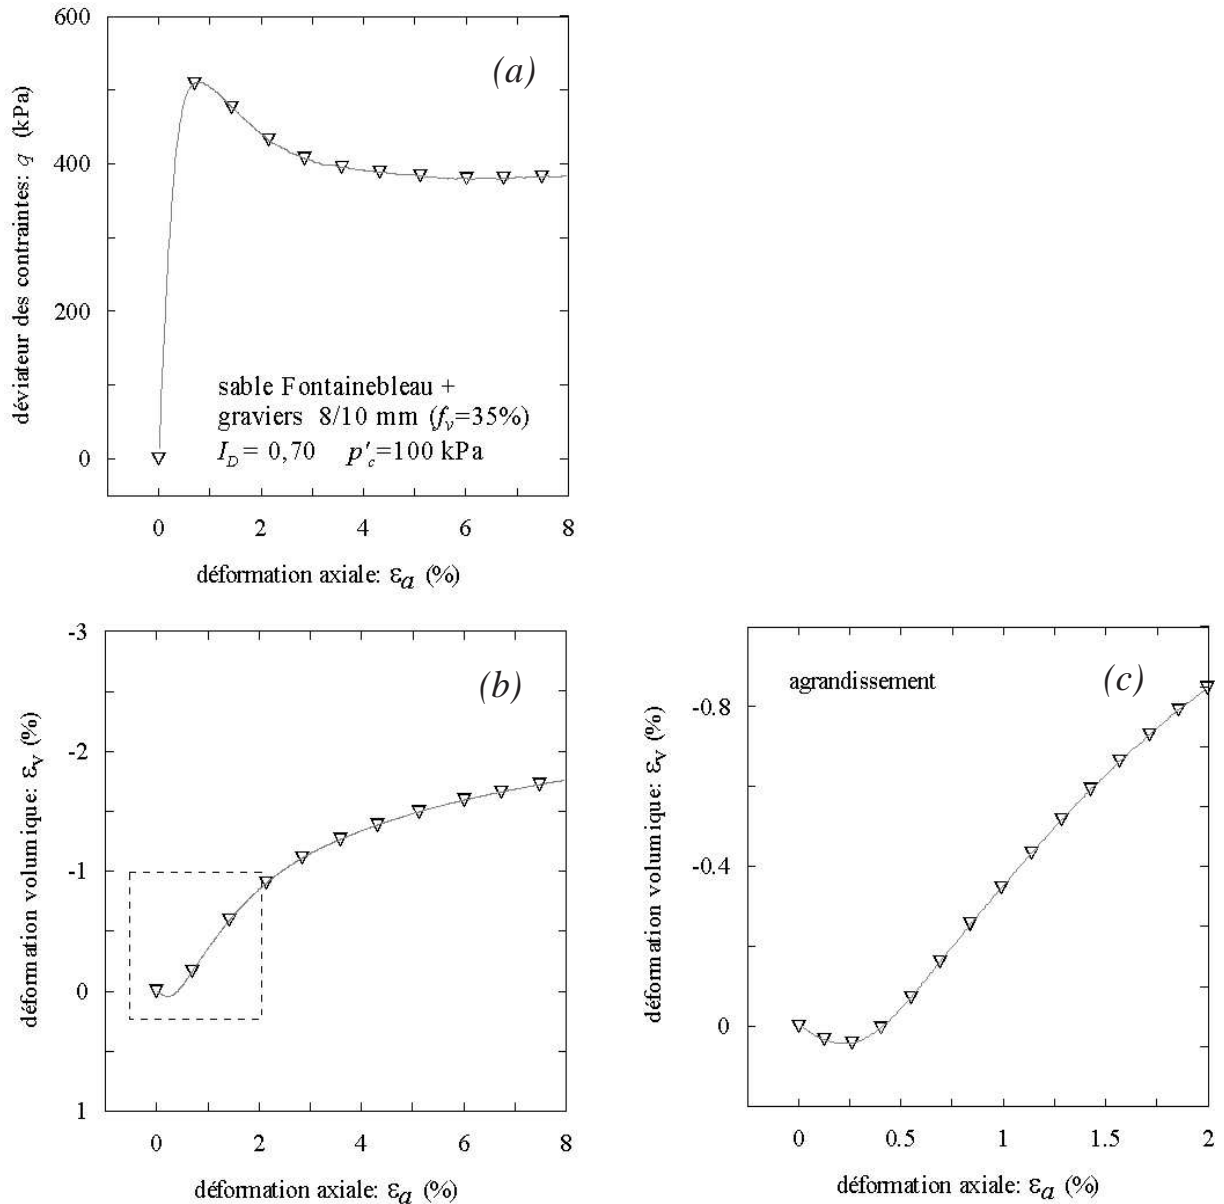 600
400
200
0
déviateur des contraintes: q (kPa)
(a)
sable Fontainebleau +
graviers 8/10 mm (fv=35%)
ID = 0,70 p'c=100 kPa
0 2 4 6 8
déformation axiale: εa (%)
-3
-2
-1
0
1
déformation volumique: εv (%)
(b)
0 2 4 6 8
déformation axiale: εa (%)
agrandissement
(c)
-0.8
-0.4
0
déformation volumique: εv (%)
0 0.5 1 1.5 2
déformation axiale: εa (%)